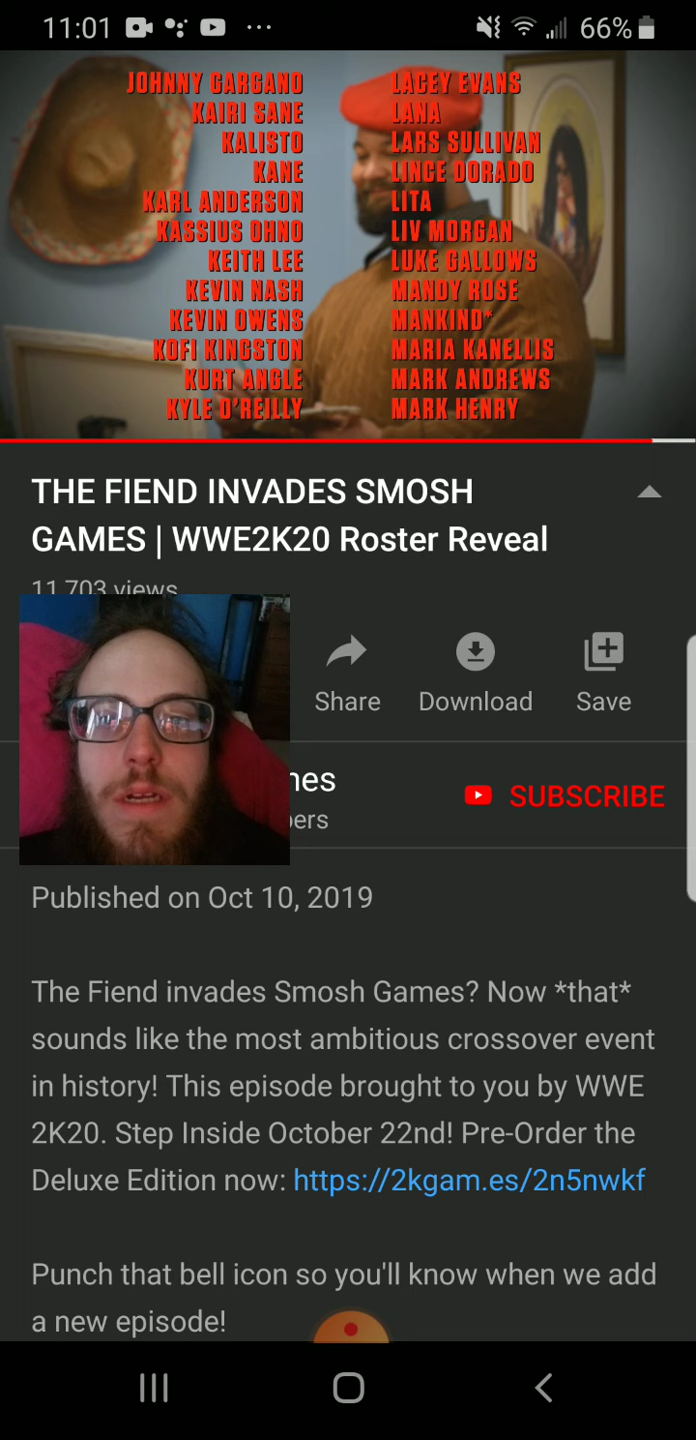 11:01
66%
JOHNNY GARGANO
KAIRI SANE
KALISTO
KANE
KARL ANDERSON
KASSIUS OHNO
KEITH LEE
KEVIN NASH
KEVIN OWENS
KOFI KINGSTON
KURT ANGLE
KYLE O'REILLY
LACEY EVANS
LANA
LARS SULLIVAN
LINCE DORADO
LITA
LIV MORGAN
LUKE GALLOWS
MANDY ROSE
MANKIND*
MARIA KANELLIS
MARK ANDREWS
MARK HENRY
THE FIEND INVADES SMOSH
GAMES | WWE2K20 Roster Reveal
11,703 views
Share
Download
Save
SUBSCRIBE
Published on Oct 10, 2019
The Fiend invades Smosh Games? Now *that*
sounds like the most ambitious crossover event
in history! This episode brought to you by WWE
2K20. Step Inside October 22nd! Pre-Order the
Deluxe Edition now: https://2kgam.es/2n5nwkf
Punch that bell icon so you'll know when we add
a new episode!